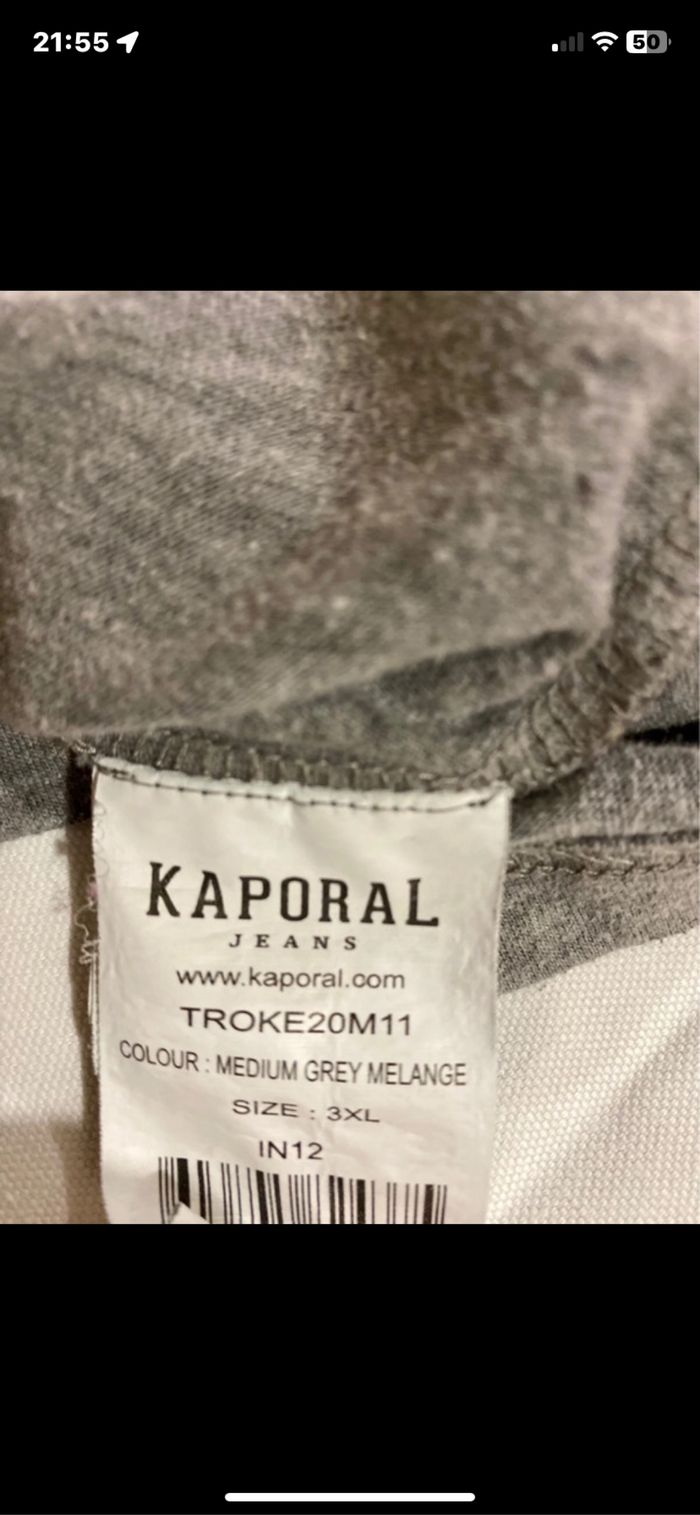 21:55
50
KAPORAL
JEANS
www.kaporal.com
TROKE20M11
COLOUR : MEDIUM GREY MELANGE
SIZE : 3XL
IN12